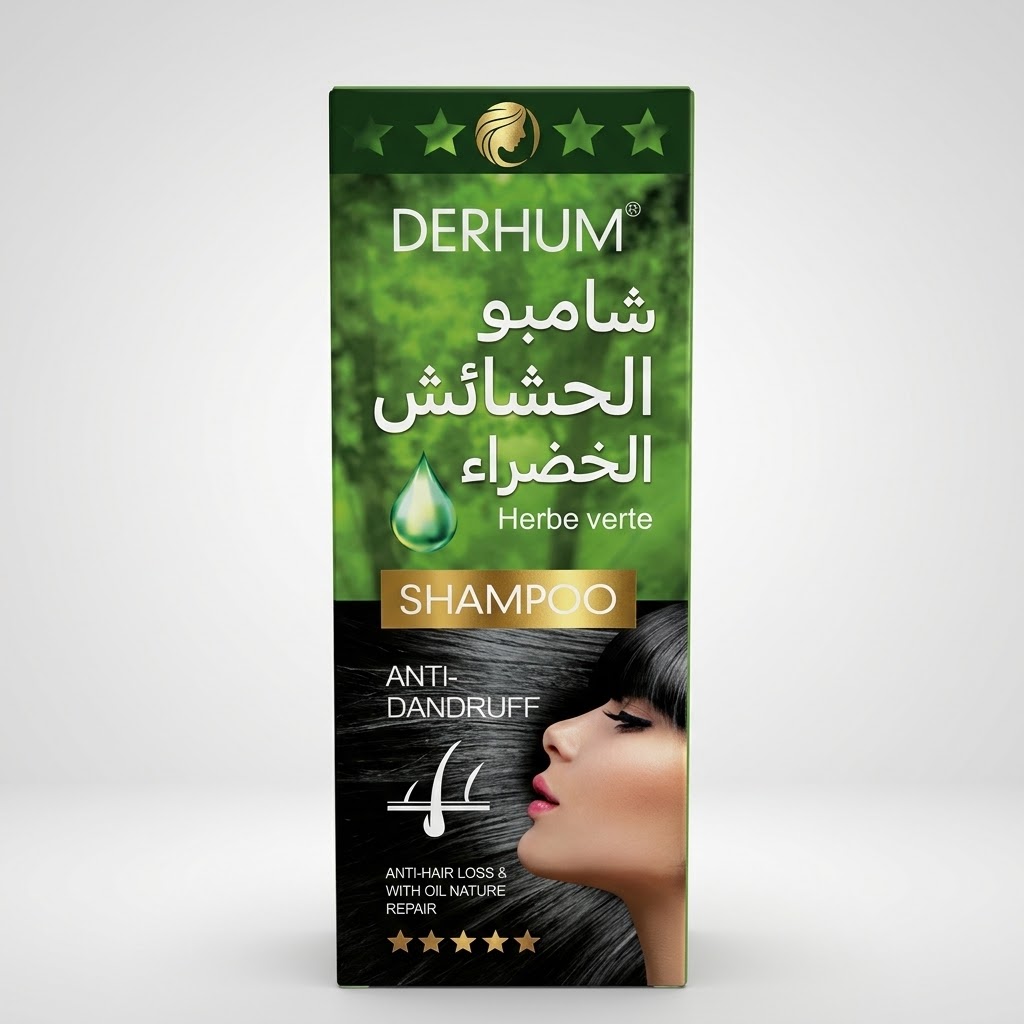 DERHUM®
شامبو
الحشائش
الخضراء
Herbe verte
SHAMPOO
ANTI-
DANDRUFF
ANTI-HAIR LOSS &
WITH OIL NATURE
REPAIR